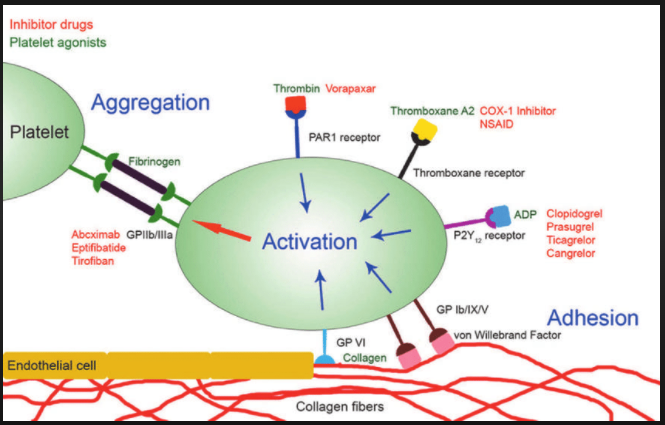 Inhibitor drugs
Platelet agonists
Aggregation
Platelet
Fibrinogen
Thrombin Vorapaxar
PAR1 receptor
Thromboxane A2 COX-1 Inhibitor
NSAID
Thromboxane receptor
ADP
P2Y12 receptor
Clopidogrel
Prasugrel
Ticagrelor
Cangrelor
Abcximab GPIIb/IIIa
Eptifibatide
Tirofiban
Activation
GP Ib/IX/V
Adhesion
von Willebrand Factor
GP VI
Collagen
Endothelial cell
Collagen fibers